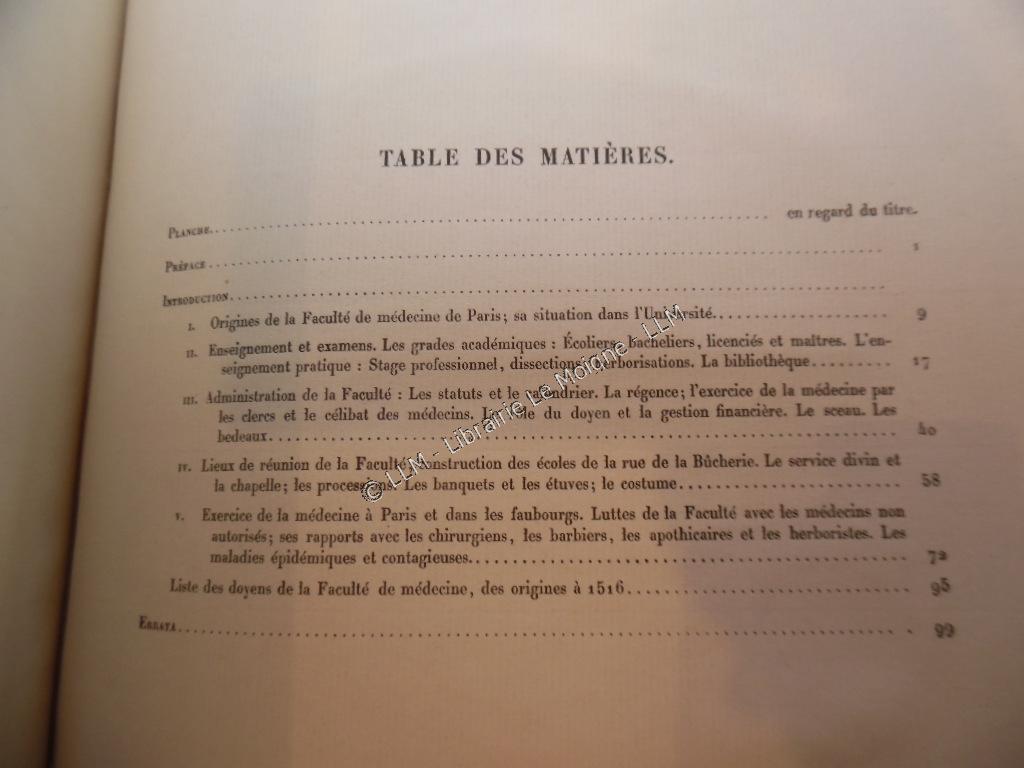 TABLE DES MATIÈRES.
PLANCHE........ en regard du titre.
PRÉFACE........ 1
INTRODUCTION........
I. Origines de la Faculté de médecine de Paris; sa situation dans l'Université........ 9
II. Enseignement et examens. Les grades académiques : Écoliers, bacheliers, licenciés et maîtres. L'en-
seignement pratique : Stage professionnel, dissections, herborisations. La bibliothèque........ 17
III. Administration de la Faculté : Les statuts et le calendrier. La régence; l'exercice de la médecine par
les clercs et le célibat des médecins. Le rôle du doyen et la gestion financière. Le sceau. Les
bedeaux........ 40
IV. Lieux de réunion de la Faculté; construction des écoles de la rue de la Bûcherie. Le service divin et
la chapelle; les processions. Les banquets et les étuves; le costume........ 58
V. Exercice de la médecine à Paris et dans les faubourgs. Luttes de la Faculté avec les médecins non
autorisés; ses rapports avec les chirurgiens, les barbiers, les apothicaires et les herboristes. Les
maladies épidémiques et contagieuses........ 72
Liste des doyens de la Faculté de médecine, des origines à 1516........ 95
ERRATA........ 99
© LLM - Librairie Le Moigne - LLM